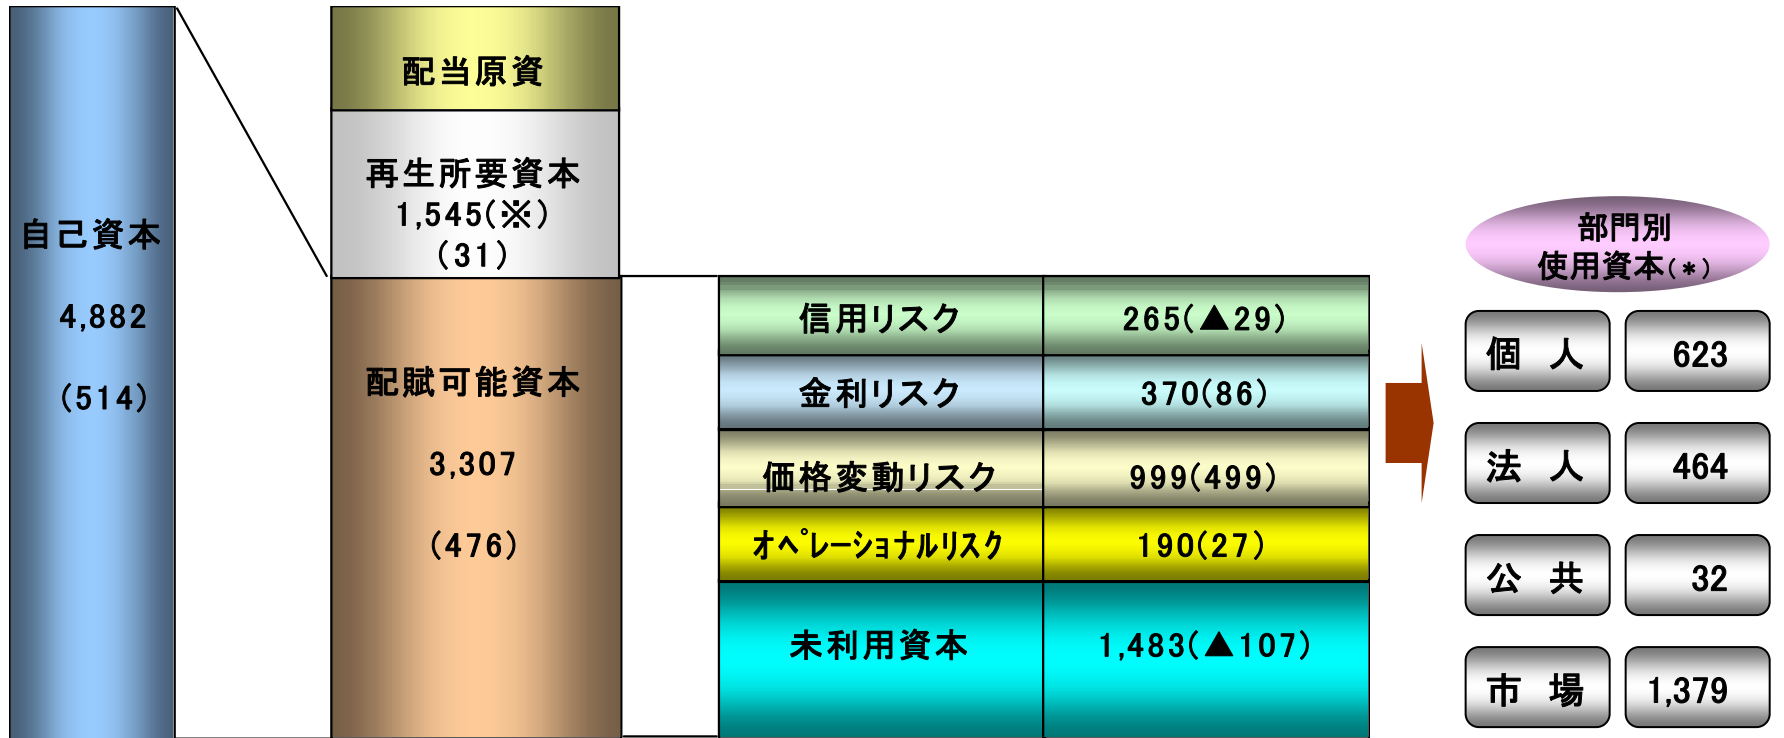 自己資本
4,882
(514)
配当原資
再生所要資本
1,545(※)
(31)
配賦可能資本
3,307
(476)
信用リスク 265(▲29)
金利リスク 370(86)
価格変動リスク 999(499)
ｵﾍﾟﾚｰｼｮﾅﾙﾘｽｸ 190(27)
未利用資本 1,483(▲107)
部門別
使用資本(*)
個 人 623
法 人 464
公 共 32
市 場 1,379